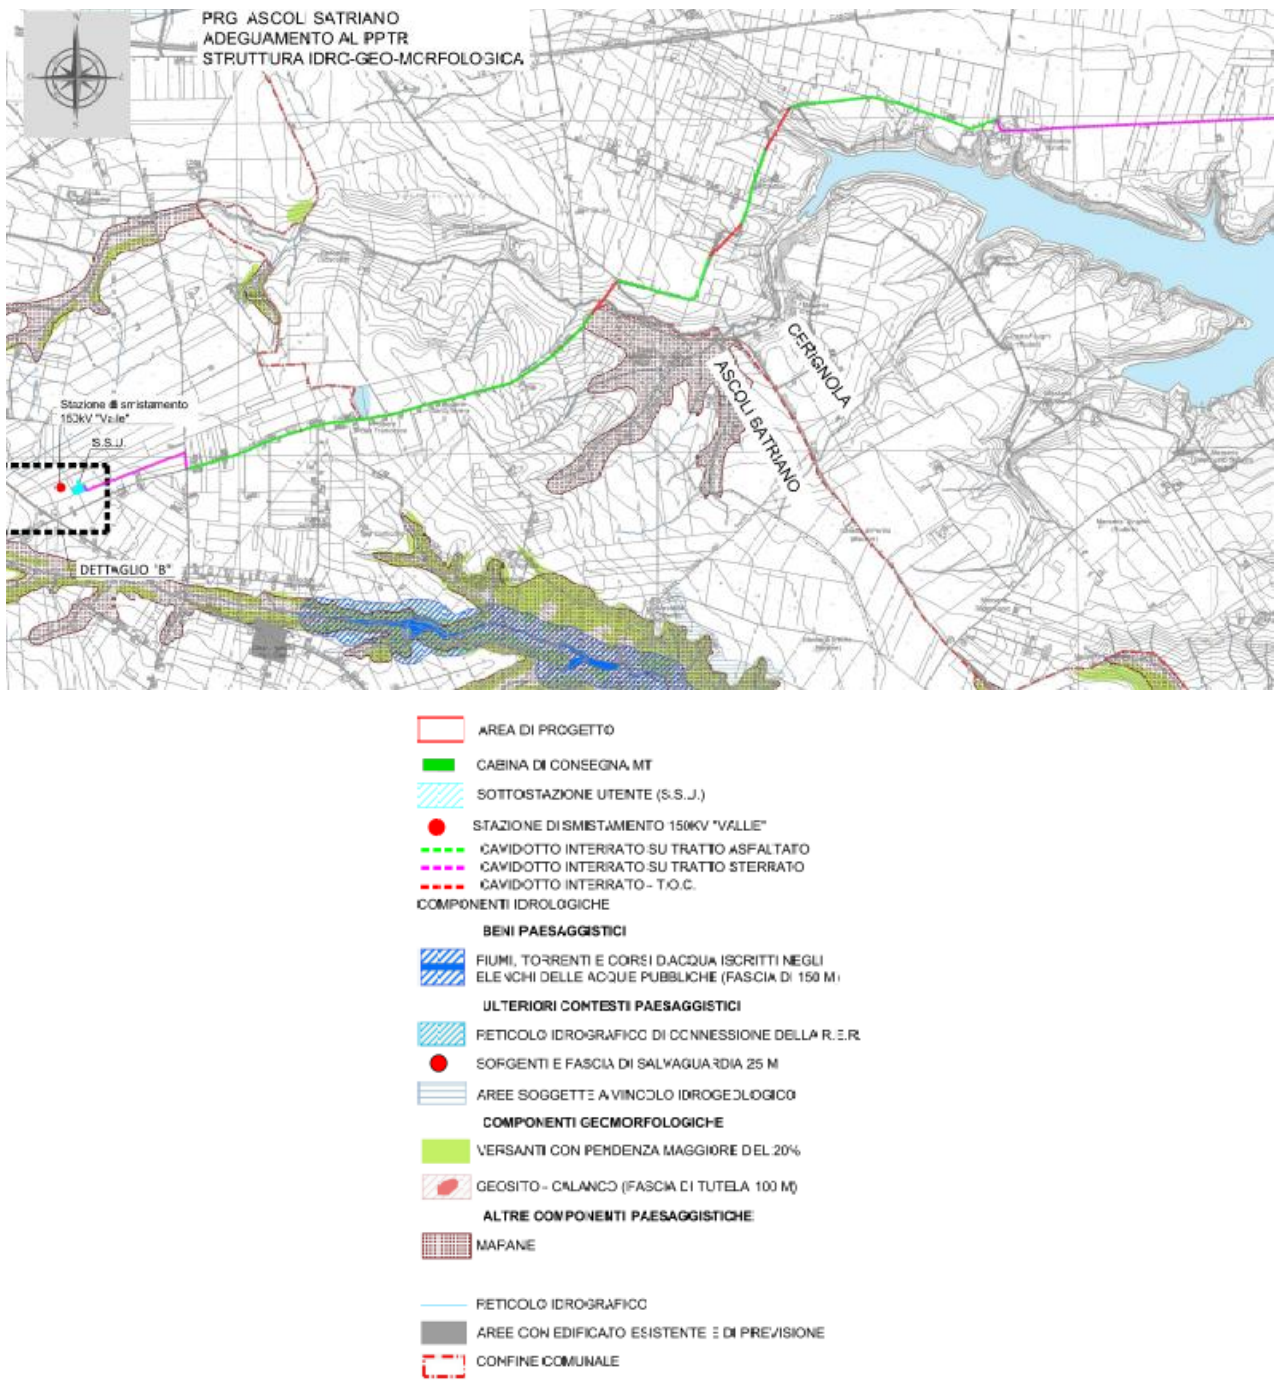 PRG ASCOLI SATRIANO
ADEGUAMENTO AL PPTR
STRUTTURA IDRO-GEO-MORFOLOGICA
CERIGNOLA
ASCOLI SATRIANO
Stazione di smistamento
150kV "Valle"
S.S.U.
DETTAGLIO "B"
AREA DI PROGETTO
CABINA DI CONSEGNA MT
SOTTOSTAZIONE UTENTE (S.S.U.)
STAZIONE DI SMISTAMENTO 150KV "VALLE"
CAVIDOTTO INTERRATO SU TRATTO ASFALTATO
CAVIDOTTO INTERRATO SU TRATTO STERRATO
CAVIDOTTO INTERRATO - T.O.C.
COMPONENTI IDROLOGICHE
BENI PAESAGGISTICI
FIUMI, TORRENTI E CORSI D'ACQUA ISCRITTI NEGLI
ELENCHI DELLE ACQUE PUBBLICHE (FASCIA DI 150 M)
ULTERIORI CONTESTI PAESAGGISTICI
RETICOLO IDROGRAFICO DI CONNESSIONE DELLA R.E.R.
SORGENTI E FASCIA DI SALVAGUARDIA 25 M
AREE SOGGETTE A VINCOLO IDROGEOLOGICO
COMPONENTI GEOMORFOLOGICHE
VERSANTI CON PENDENZA MAGGIORE DEL 20%
GEOSITO - CALANCO (FASCIA DI TUTELA 100 M)
ALTRE COMPONENTI PAESAGGISTICHE
MARANE
RETICOLO IDROGRAFICO
AREE CON EDIFICATO ESISTENTE E DI PREVISIONE
CONFINE COMUNALE